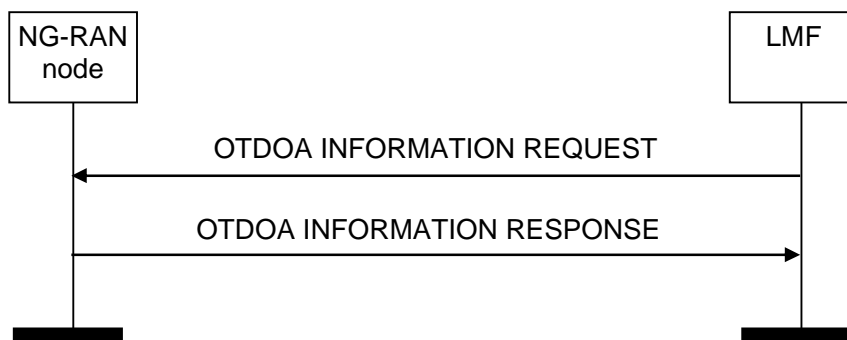 NG-RAN
node
LMF
OTDOA INFORMATION REQUEST
OTDOA INFORMATION RESPONSE